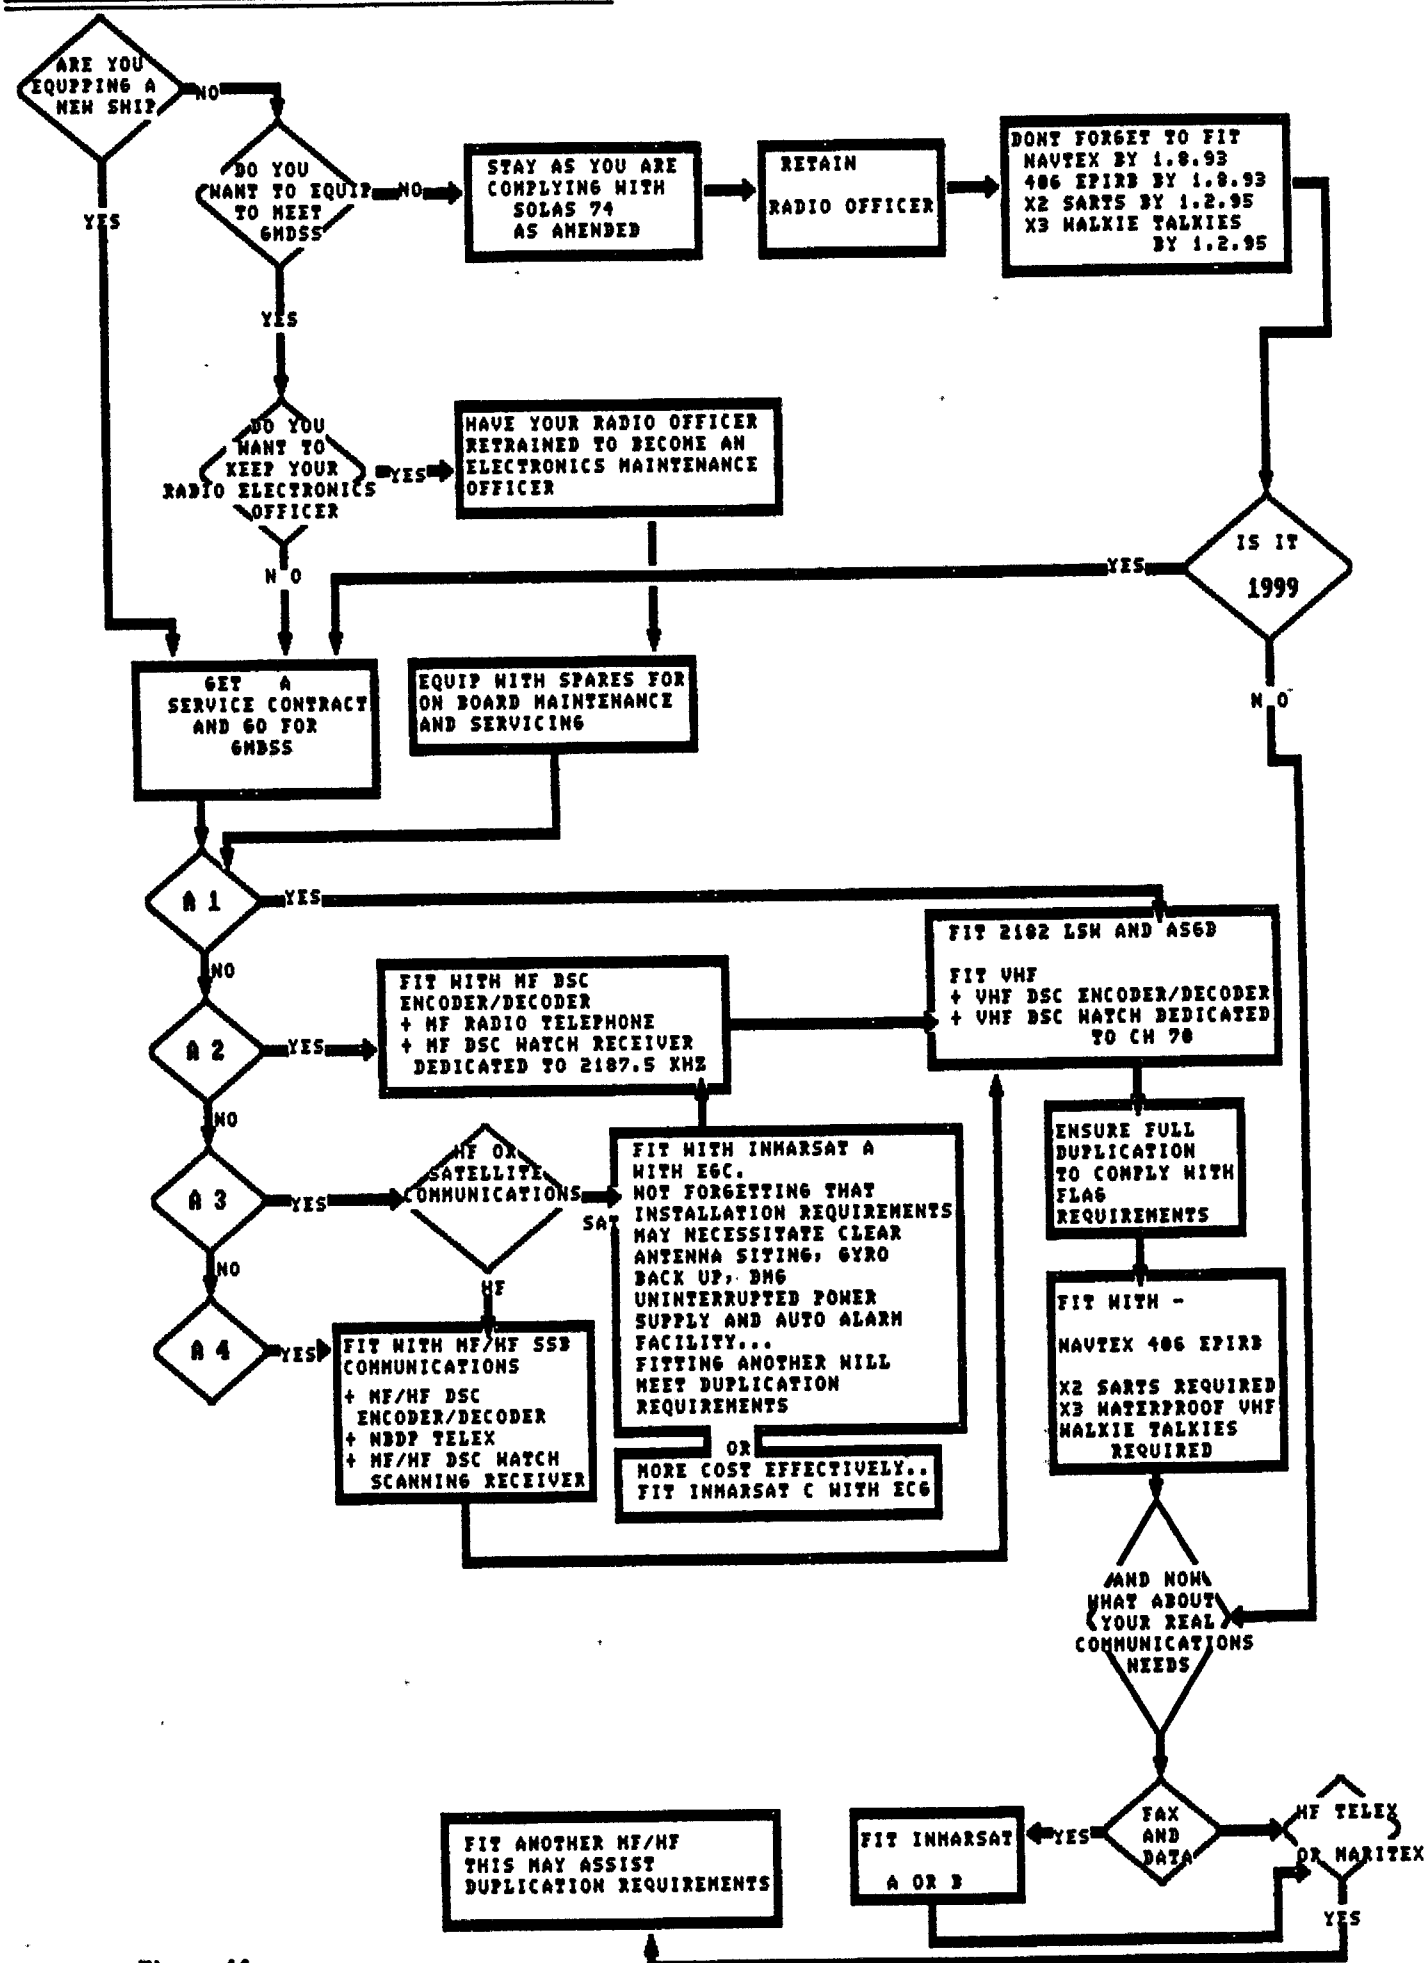 ARE YOU
EQUPPING A
NEW SHIP
NO
YES
DO YOU
WANT TO EQUIP
TO MEET
GMDSS
NO
YES
STAY AS YOU ARE
COMPLYING WITH
SOLAS 74
AS AMENDED
RETAIN
RADIO OFFICER
DONT FORGET TO FIT
NAVTEX BY 1.8.93
406 EPIRB BY 1.8.93
X2 SARTS BY 1.2.95
X3 WALKIE TALKIES
BY 1.2.95
DO YOU
WANT TO
KEEP YOUR
RADIO ELECTRONICS
OFFICER
YES
N O
HAVE YOUR RADIO OFFICER
RETRAINED TO BECOME AN
ELECTRONICS MAINTENANCE
OFFICER
IS IT
1999
YES
N O
GET A
SERVICE CONTRACT
AND GO FOR
GMDSS
EQUIP WITH SPARES FOR
ON BOARD MAINTENANCE
AND SERVICING
A 1
YES
NO
FIT 2182 LSW AND ASGD
FIT VHF
+ VHF DSC ENCODER/DECODER
+ VHF DSC WATCH DEDICATED
TO CH 70
A 2
YES
NO
FIT WITH MF DSC
ENCODER/DECODER
+ MF RADIO TELEPHONE
+ MF DSC WATCH RECEIVER
DEDICATED TO 2187.5 KHZ
ENSURE FULL
DUPLICATION
TO COMPLY WITH
FLAG
REQUIREMENTS
A 3
YES
NO
HF OR
SATELLITE
COMMUNICATIONS
SAT
HF
FIT WITH INMARSAT A
WITH EGC.
NOT FORGETTING THAT
INSTALLATION REQUIREMENTS
MAY NECESSITATE CLEAR
ANTENNA SITING, GYRO
BACK UP, DMG
UNINTERRUPTED POWER
SUPPLY AND AUTO ALARM
FACILITY...
FITTING ANOTHER WILL
MEET DUPLICATION
REQUIREMENTS
OR
MORE COST EFFECTIVELY..
FIT INMARSAT C WITH ECG
FIT WITH -
NAVTEX 406 EPIRB
X2 SARTS REQUIRED
X3 WATERPROOF VHF
WALKIE TALKIES
REQUIRED
A 4
YES
FIT WITH MF/HF SSB
COMMUNICATIONS
+ MF/HF DSC
ENCODER/DECODER
+ NBDP TELEX
+ MF/HF DSC WATCH
SCANNING RECEIVER
AND NOW
WHAT ABOUT
YOUR REAL
COMMUNICATIONS
NEEDS
FAX
AND
DATA
YES
FIT INMARSAT
A OR B
HF TELEX
OR MARITEX
YES
FIT ANOTHER MF/HF
THIS MAY ASSIST
DUPLICATION REQUIREMENTS